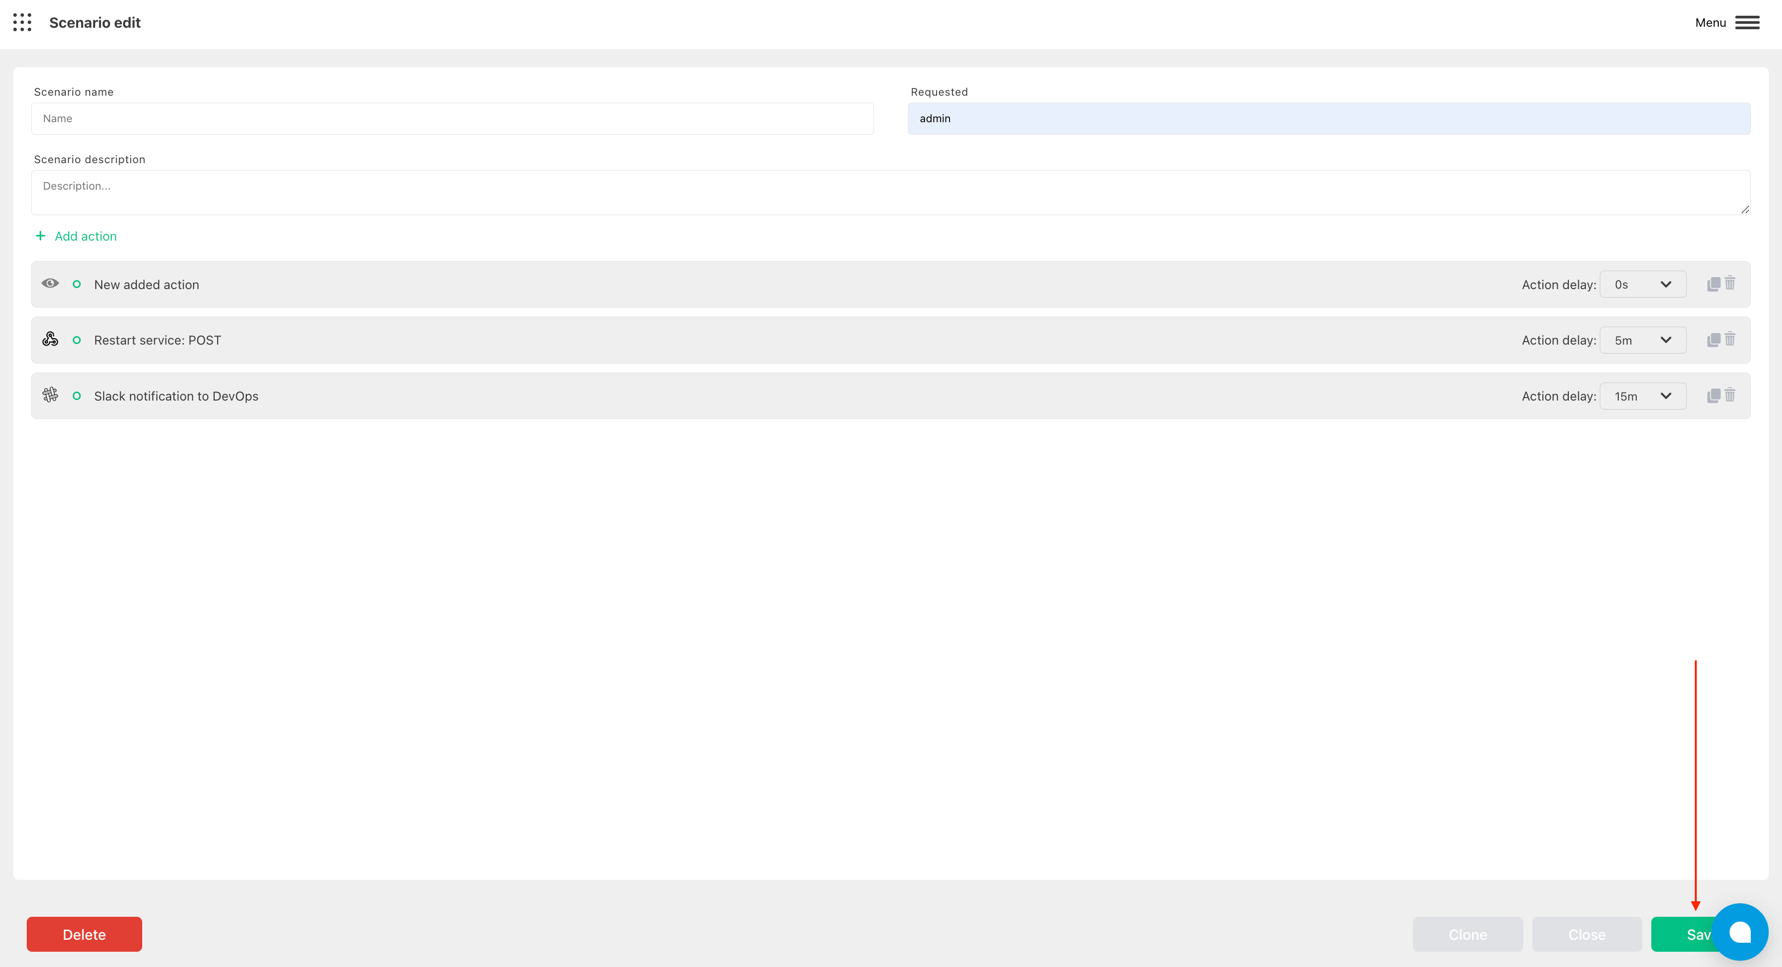 Scenario edit
Menu
Scenario name
Requested
Name
admin
Scenario description
Description...
+ Add action
New added action
Action delay: 0s
Restart service: POST
Action delay: 5m
Slack notification to DevOps
Action delay: 15m
Delete
Clone
Close
Sav